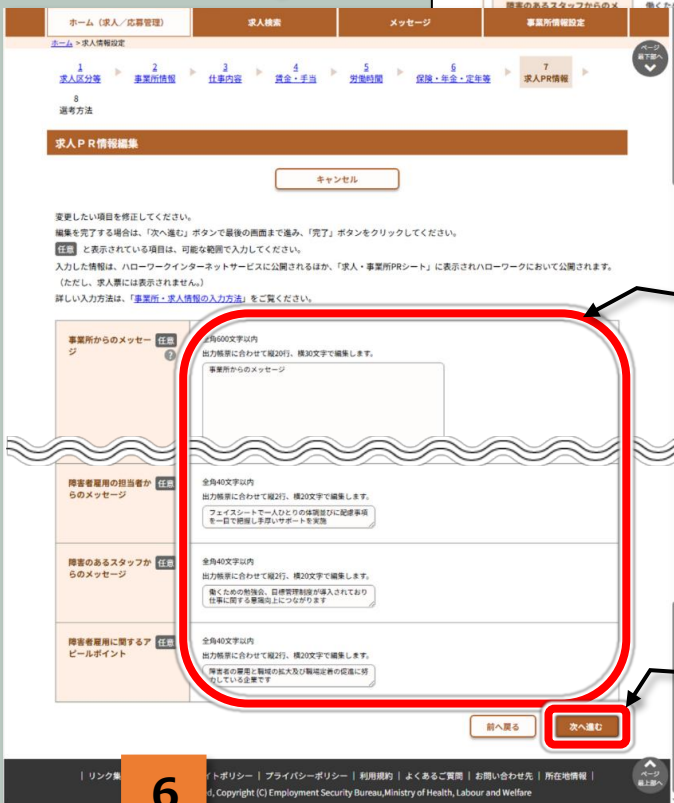 障害のあるスタッフからのメ
ホーム（求人／応募管理） 求人検索 メッセージ 事業所情報設定
ホーム > 求人情報設定
ページ
最下部へ
1 2 3 4 5 6 7
求人区分等 事業所情報 仕事内容 賃金・手当 労働時間 保険・年金・定年等 求人PR情報
8
選考方法
求人ＰＲ情報編集
キャンセル
変更したい項目を修正してください。
編集を完了する場合は、「次へ進む」ボタンで最後の画面まで進み、「完了」ボタンをクリックしてください。
任意 と表示されている項目は、可能な範囲で入力してください。
入力した情報は、ハローワークインターネットサービスに公開されるほか、「求人・事業所PRシート」に表示されハローワークにおいて公開されます。
（ただし、求人票には表示されません。）
詳しい入力方法は、「事業所・求人情報の入力方法」をご覧ください。
事業所からのメッセー 任意
ジ ?
全角600文字以内
出力帳票に合わせて縦20行、横30文字で編集します。
事業所からのメッセージ
障害者雇用の担当者か 任意
らのメッセージ
全角40文字以内
出力帳票に合わせて縦2行、横20文字で編集します。
フェイスシートで一人ひとりの体調並びに配慮事項
を一目で把握し手厚いサポートを実施
障害のあるスタッフか 任意
らのメッセージ
全角40文字以内
出力帳票に合わせて縦2行、横20文字で編集します。
働くための勉強会、目標管理制度が導入されており
仕事に関する意識向上につながります
障害者雇用に関するア 任意
ピールポイント
全角40文字以内
出力帳票に合わせて縦2行、横20文字で編集します。
障害者の雇用と職域の拡大及び職場定着の促進に努
力している企業です
前へ戻る 次へ進む
| リンク集 イトポリシー | プライバシーポリシー | 利用規約 | よくあるご質問 | お問い合わせ先 | 所在地情報 |
d, Copyright (C) Employment Security Bureau,Ministry of Health, Labour and Welfare
ページ
最上部へ
6